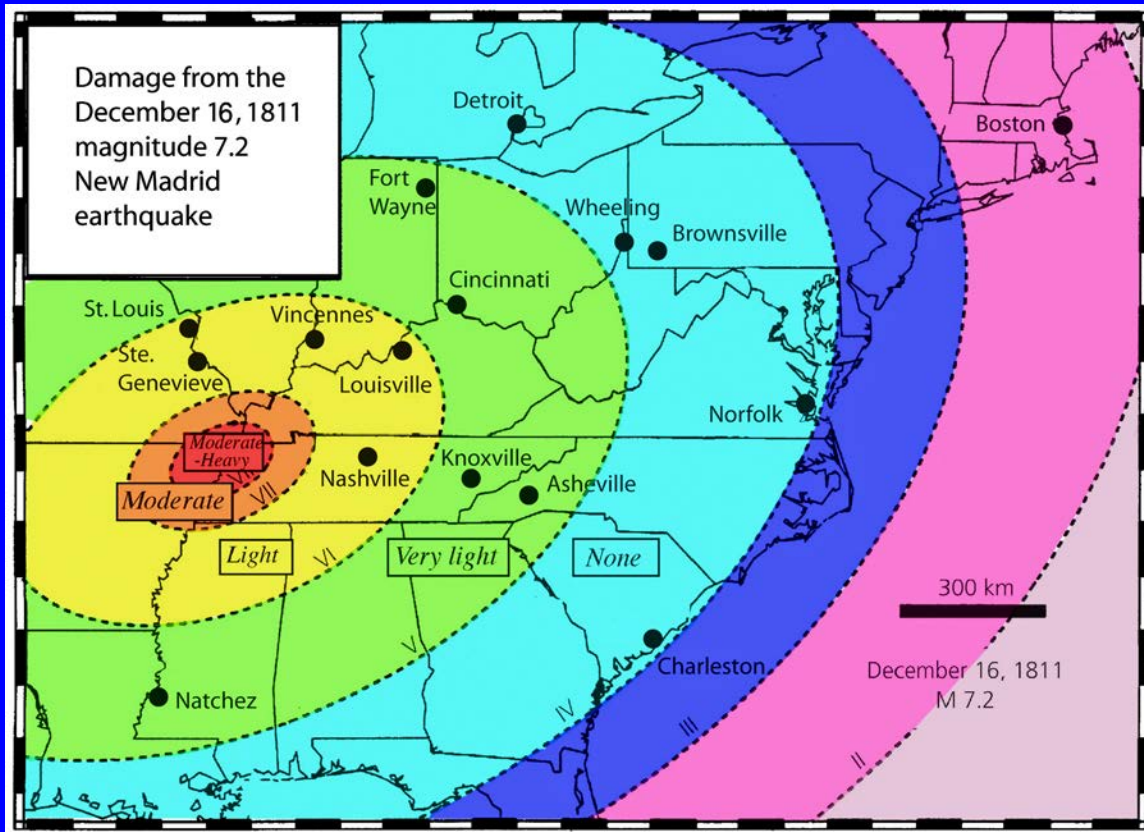 Damage from the
December 16, 1811
magnitude 7.2
New Madrid
earthquake
Detroit
Boston
Fort
Wayne
Wheeling
Brownsville
Cincinnati
St. Louis
Vincennes
Ste.
Genevieve
Louisville
Norfolk
Moderate
-Heavy
VIII
Nashville
Knoxville
Asheville
Moderate
VII
Light
VI
Very light
None
300 km
V
Charleston
December 16, 1811
M 7.2
Natchez
IV
III
II